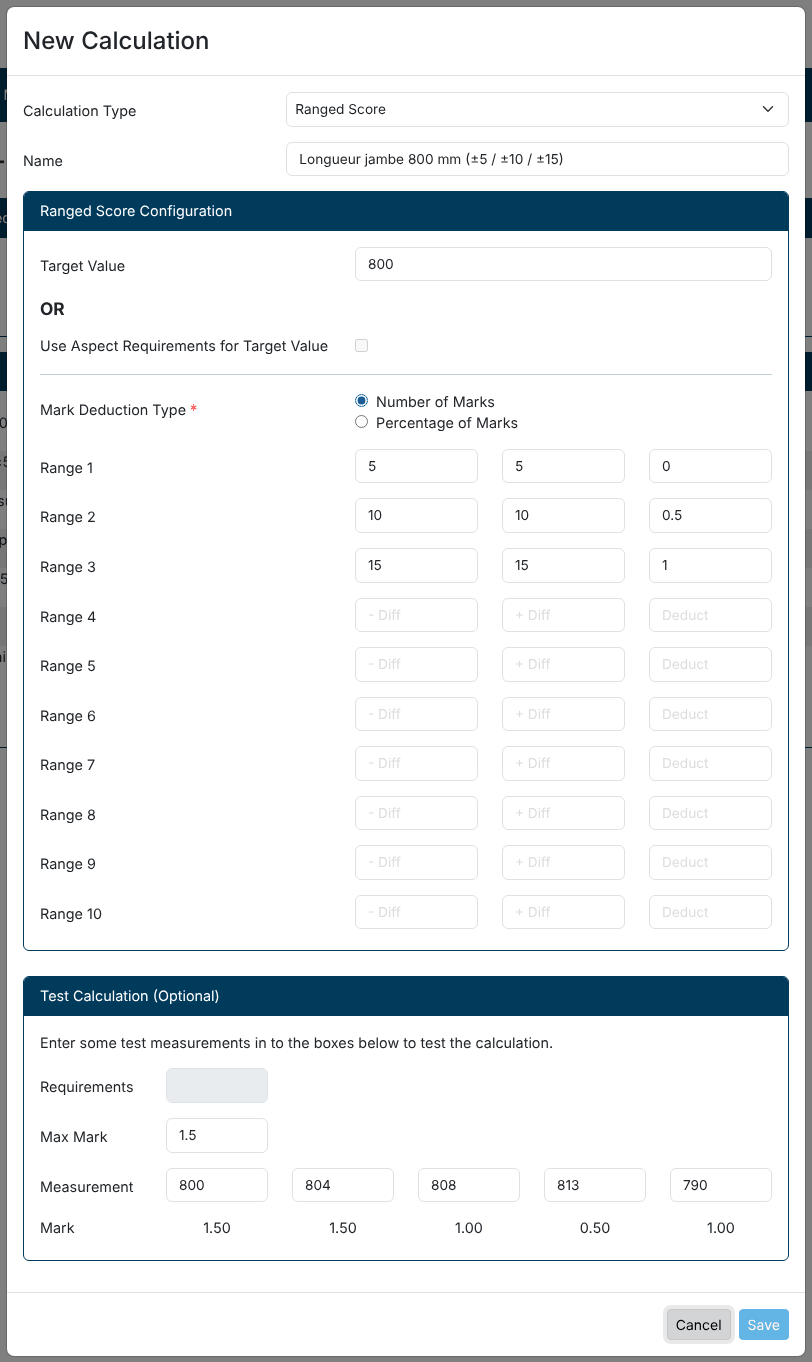 New Calculation
Calculation Type Ranged Score
Name Longueur jambe 800 mm (±5 / ±10 / ±15)
Ranged Score Configuration
Target Value 800
OR
Use Aspect Requirements for Target Value
Mark Deduction Type * Number of Marks
Percentage of Marks
Range 1 5 5 0
Range 2 10 10 0.5
Range 3 15 15 1
Range 4 - Diff + Diff Deduct
Range 5 - Diff + Diff Deduct
Range 6 - Diff + Diff Deduct
Range 7 - Diff + Diff Deduct
Range 8 - Diff + Diff Deduct
Range 9 - Diff + Diff Deduct
Range 10 - Diff + Diff Deduct
Test Calculation (Optional)
Enter some test measurements in to the boxes below to test the calculation.
Requirements
Max Mark 1.5
Measurement 800 804 808 813 790
Mark 1.50 1.50 1.00 0.50 1.00
Cancel Save